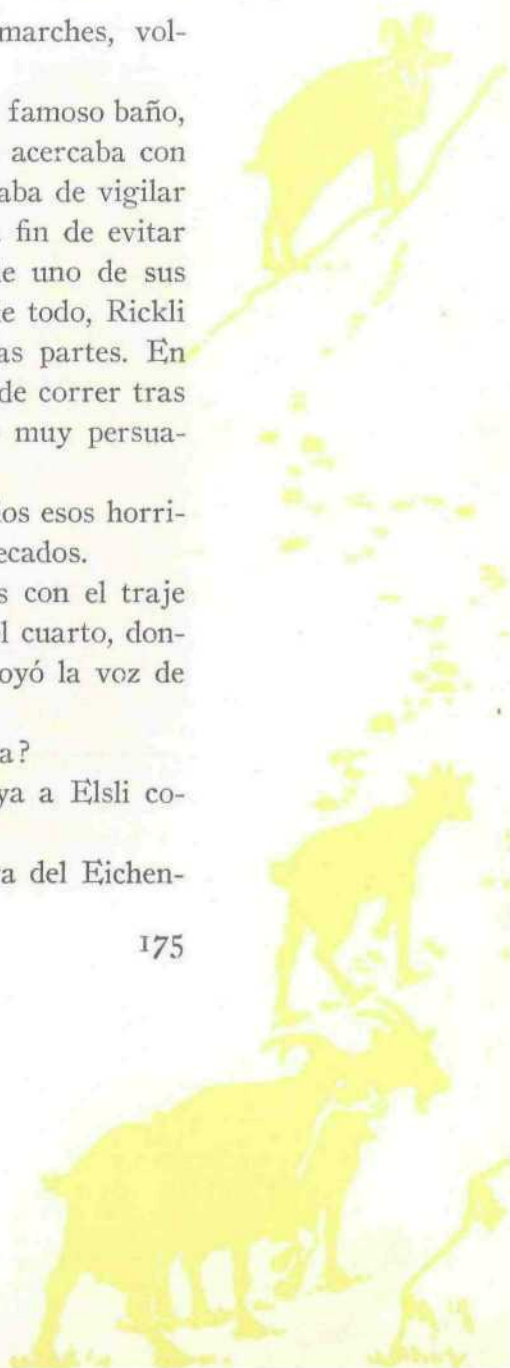 marches, vol-
famoso baño,
acercaba con
aba de vigilar
fin de evitar
e uno de sus
e todo, Rickli
as partes. En
de correr tras
muy persua-
los esos horri-
ecados.
s con el traje
l cuarto, don-
oyó la voz de
a?
ya a Elsli co-
a del Eichen-
175